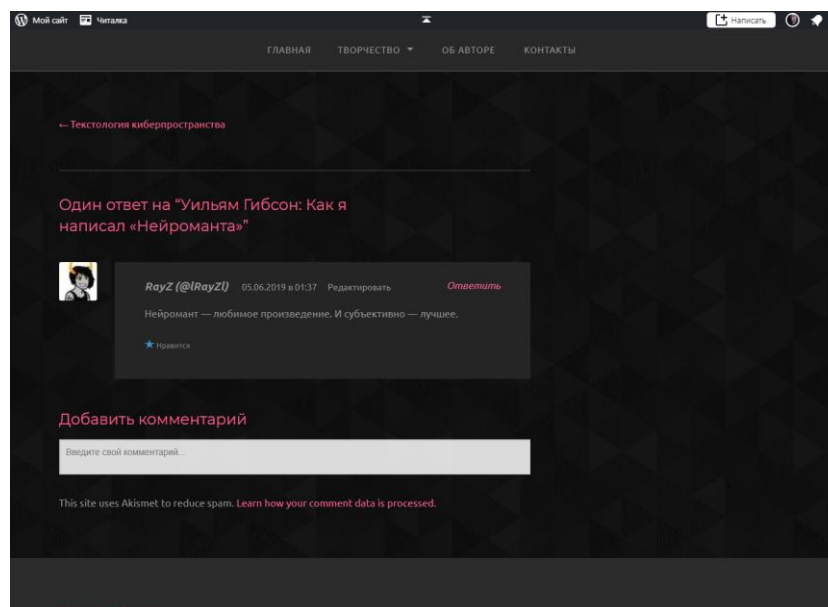 Мой сайт Читалка Написать
ГЛАВНАЯ ТВОРЧЕСТВО ОБ АВТОРЕ КОНТАКТЫ
← Текстология киберпространства
Один ответ на “Уильям Гибсон: Как я
написал «Нейроманта»”
RayZ (@lRayZl) 05.06.2019 в 01:37 Редактировать Ответить
Нейромант — любимое произведение. И субъективно — лучшее.
Нравится
Добавить комментарий
Введите свой комментарий...
This site uses Akismet to reduce spam. Learn how your comment data is processed.